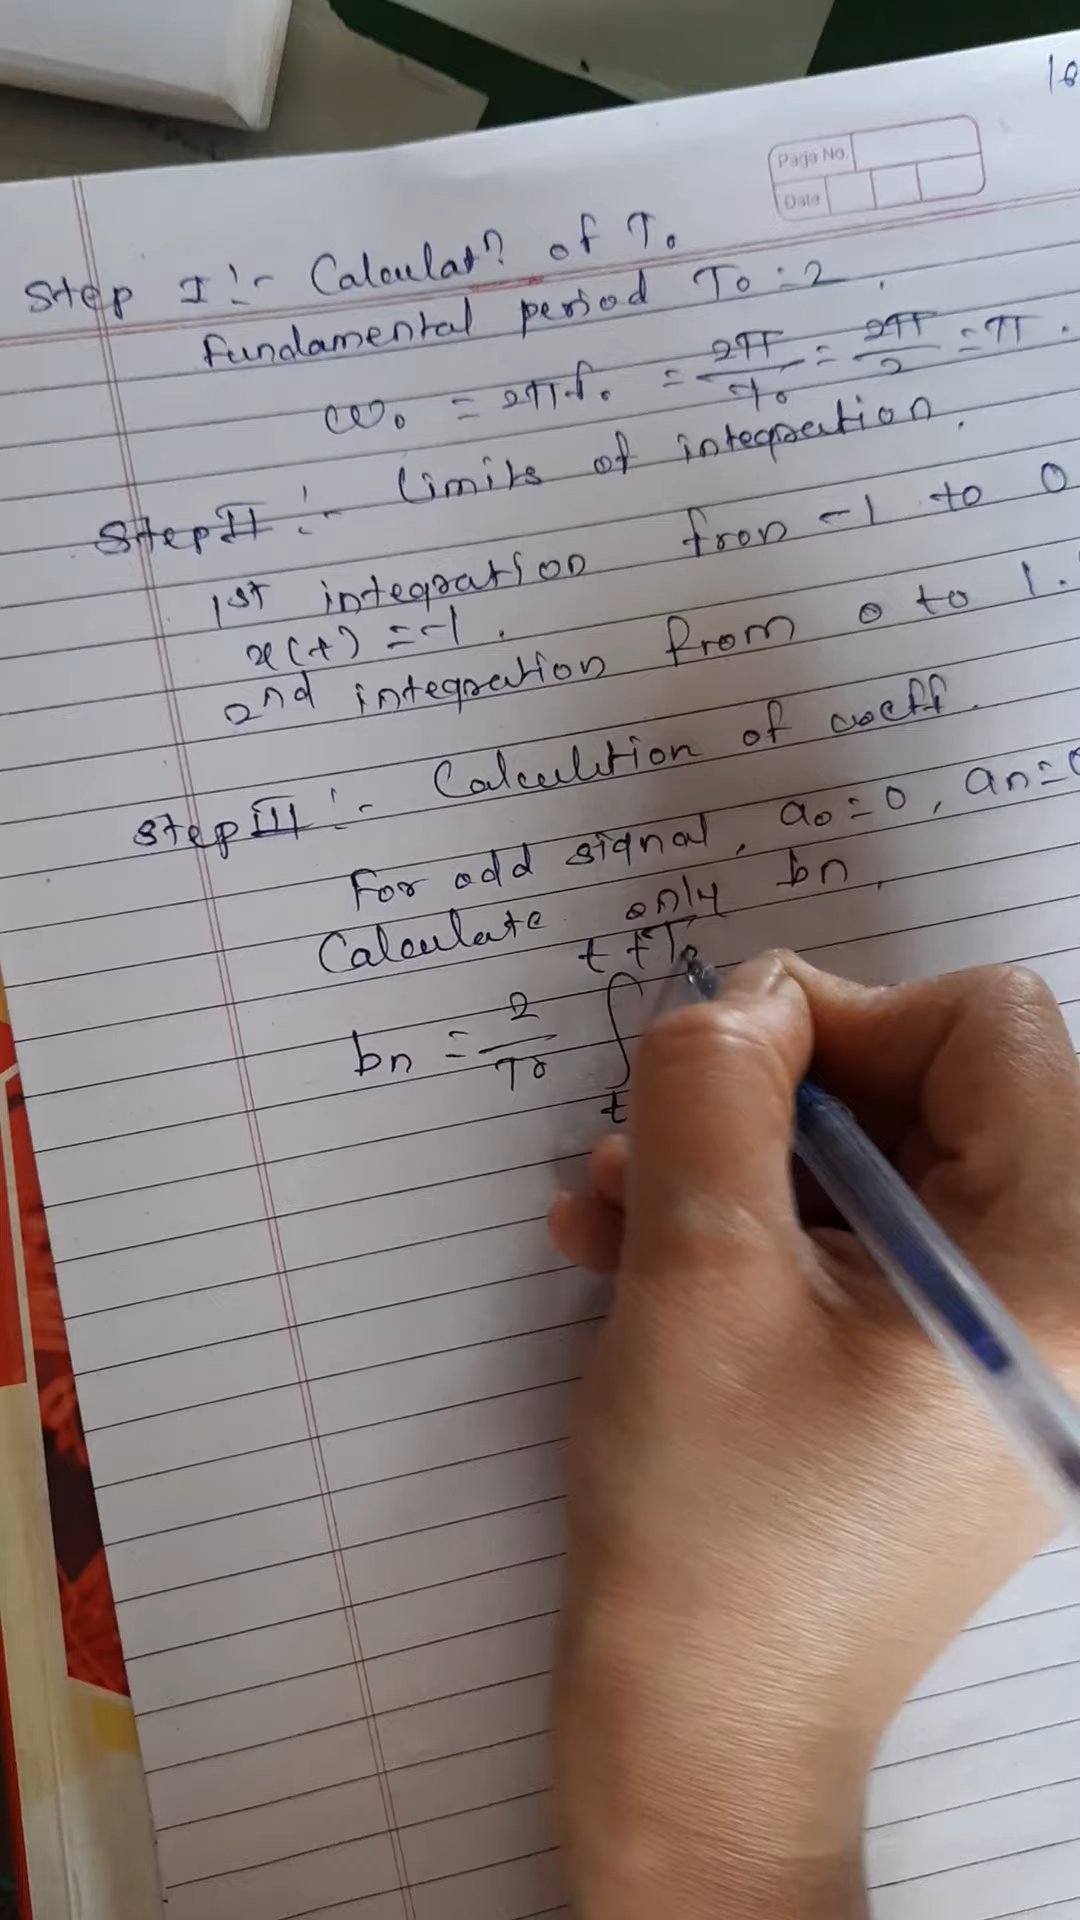 18
Page No.
Date
Step I :- Calculatn of T₀
fundamental period T₀ = 2.
ω₀ = 2πf₀ = 2π/T₀ = 2π/2 = π.
Step II :- Limits of integration.
1st integration from -1 to 0
x(t) = -1.
2nd integration from 0 to 1.
Step III :- Calculation of coeff.
For odd signal, a₀ = 0, an = 0
Calculate only bn.
bn = 2/T₀ ∫ t t+T₀